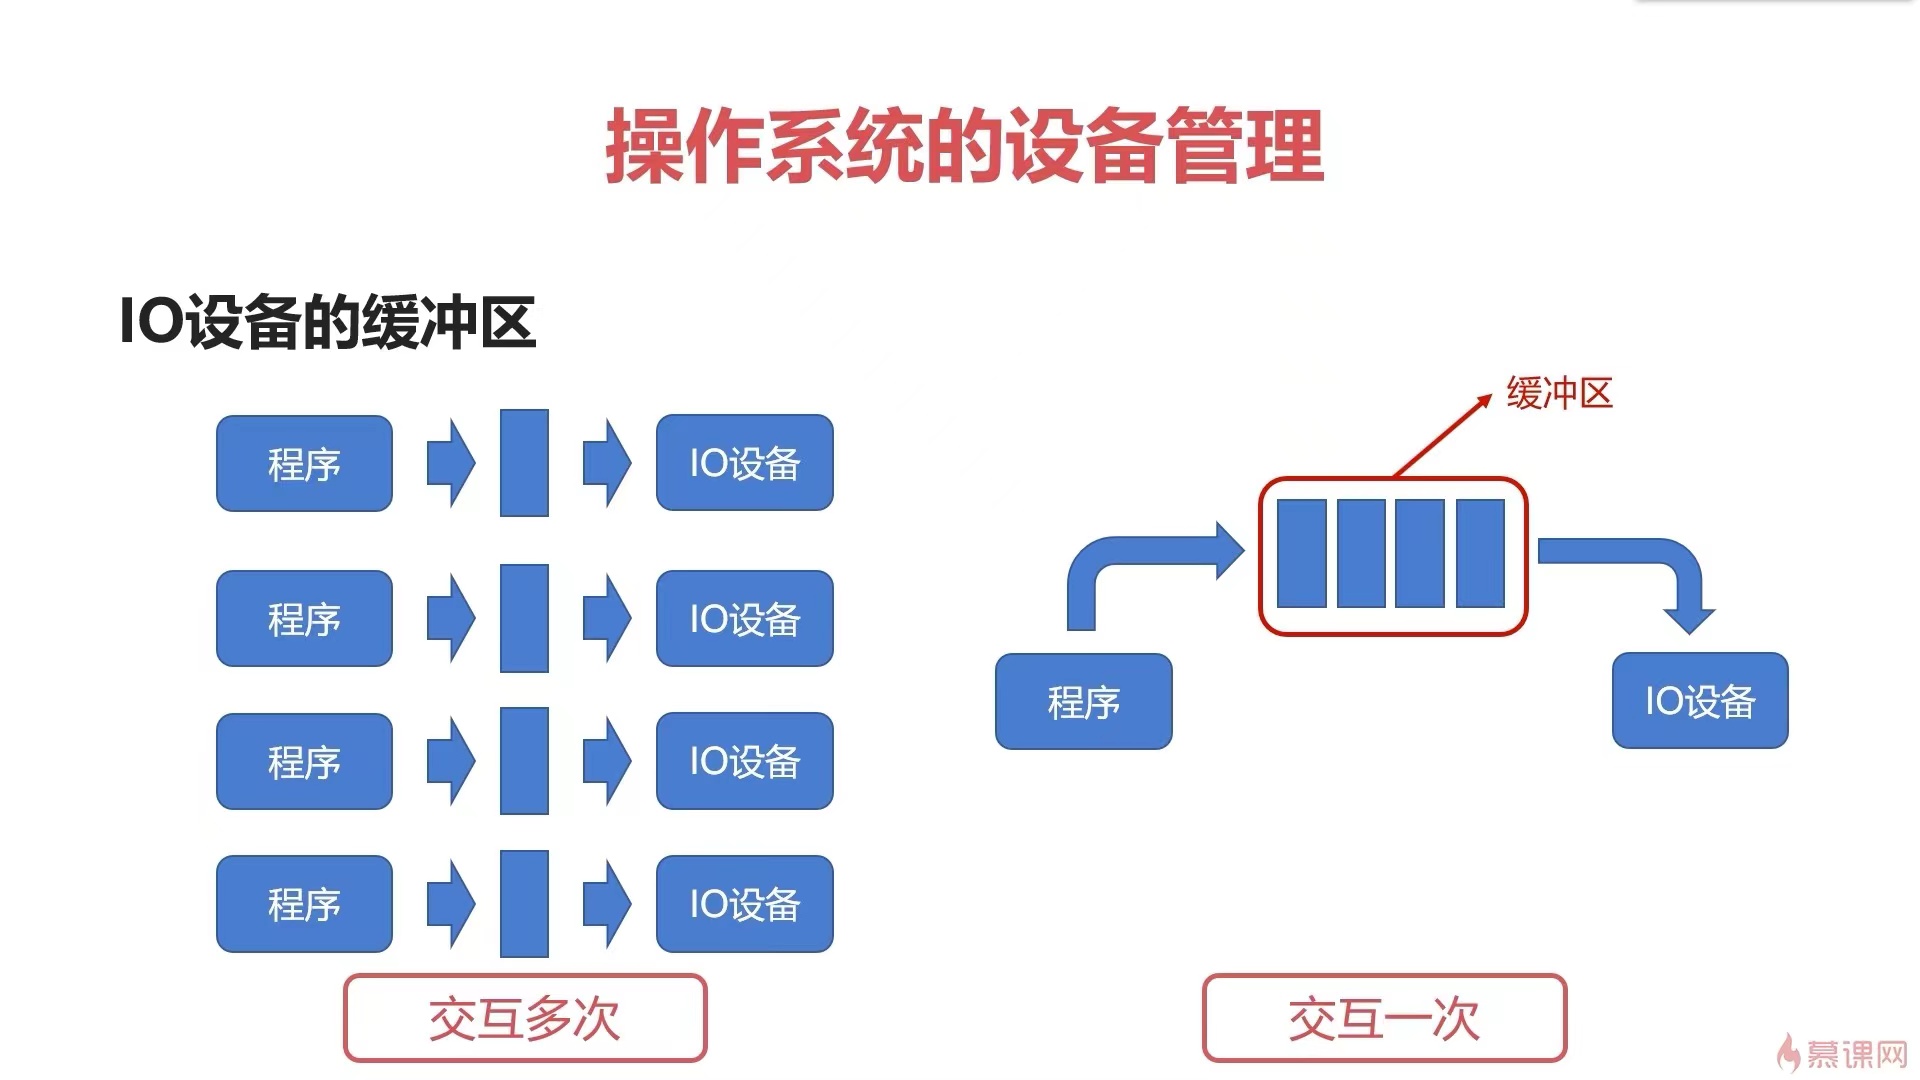 操作系统的设备管理
IO设备的缓冲区
程序
IO设备
程序
IO设备
程序
IO设备
程序
IO设备
交互多次
缓冲区
程序
IO设备
交互一次
慕课网